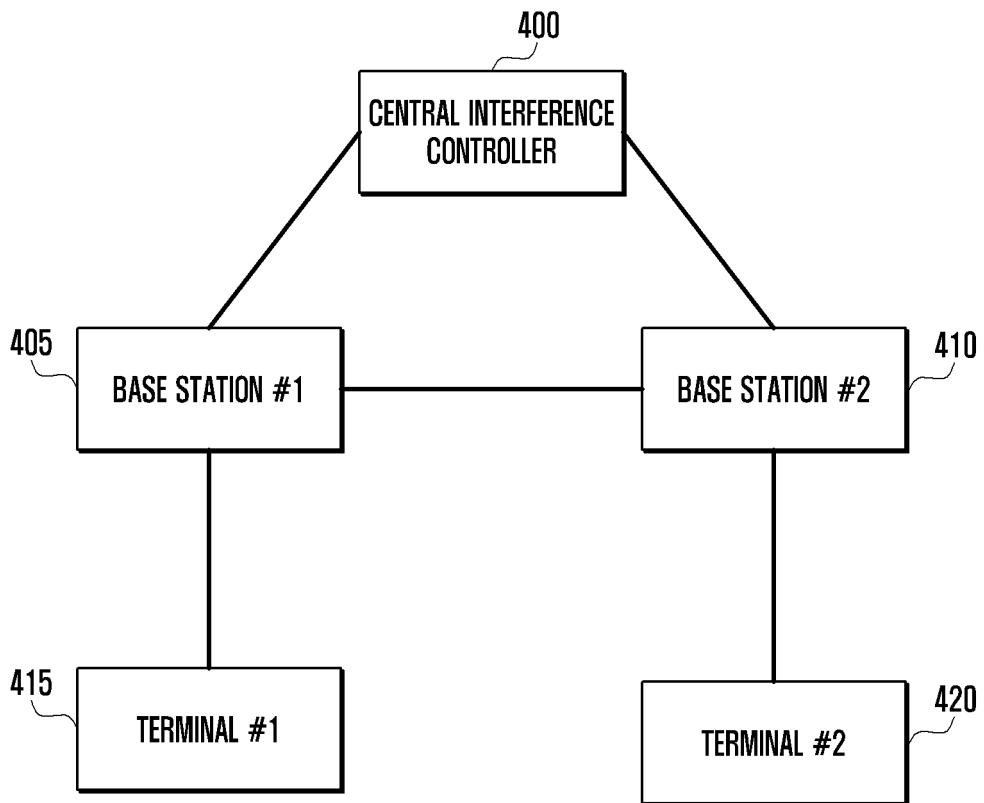 400
CENTRAL INTERFERENCE
CONTROLLER
405
BASE STATION #1
BASE STATION #2
410
415
TERMINAL #1
TERMINAL #2
420